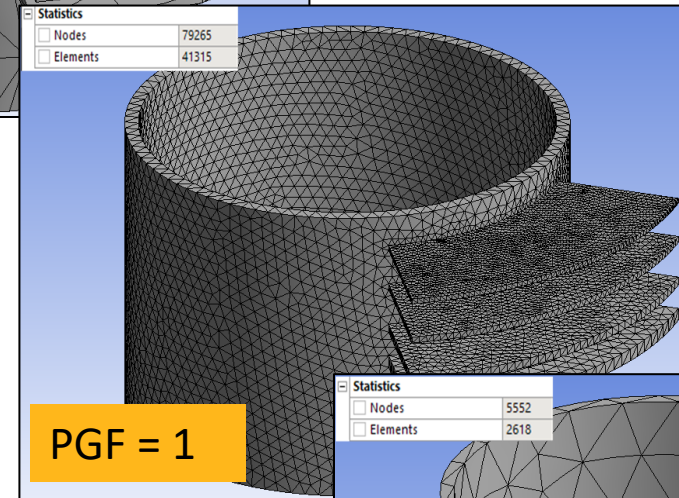 Statistics
Nodes 79265
Elements 41315
PGF = 1
Statistics
Nodes 5552
Elements 2618